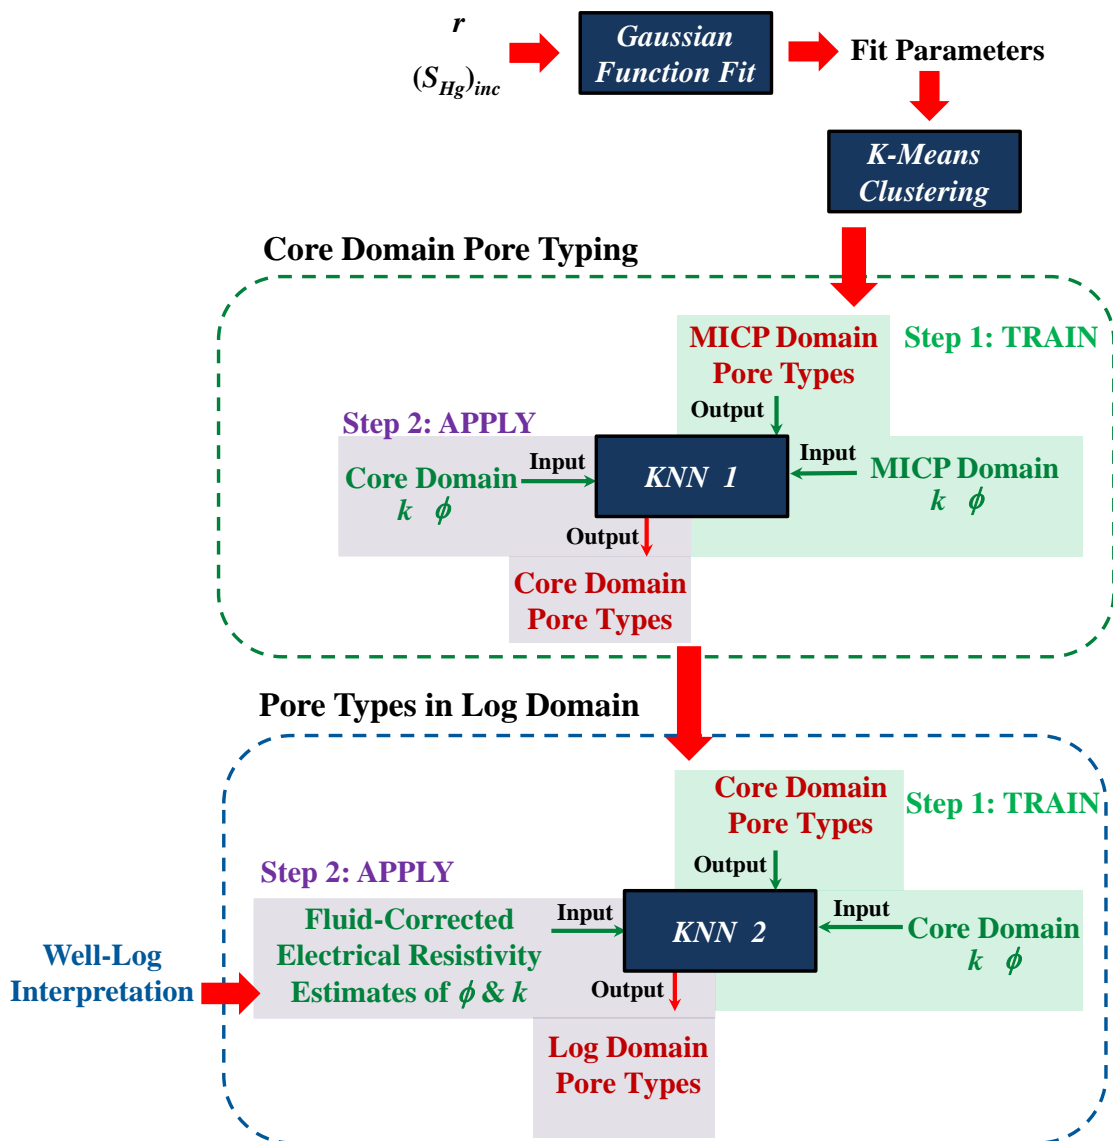 r
(S_Hg)_inc
Gaussian
Function Fit
Fit Parameters
K-Means
Clustering
Core Domain Pore Typing
MICP Domain
Pore Types
Step 1: TRAIN
Output
Step 2: APPLY
Core Domain
k ϕ
Input
KNN 1
Input
MICP Domain
k ϕ
Output
Core Domain
Pore Types
Pore Types in Log Domain
Core Domain
Pore Types
Step 1: TRAIN
Output
Step 2: APPLY
Well-Log
Interpretation
Fluid-Corrected
Electrical Resistivity
Estimates of ϕ & k
Input
KNN 2
Input
Core Domain
k ϕ
Output
Log Domain
Pore Types